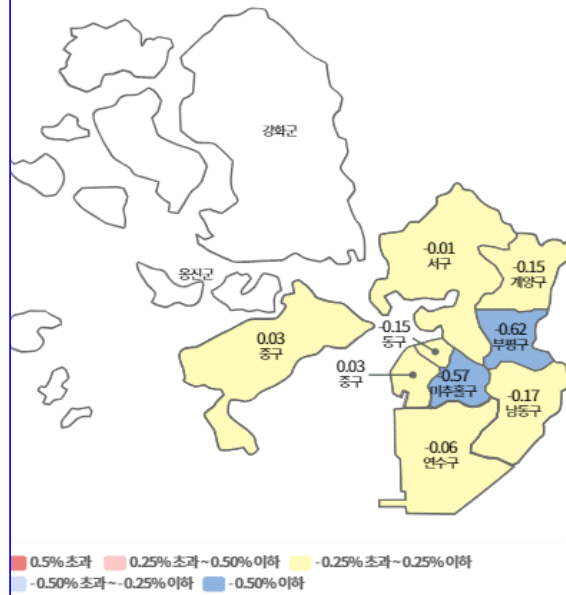 강화군
옹진군
-0.01
서구
-0.15
계양구
-0.15
동구
-0.62
부평구
0.03
중구
0.03
중구
-0.57
미추홀구
-0.17
남동구
-0.06
연수구
0.5% 초과 0.25% 초과 ~ 0.50% 이하 -0.25% 초과 ~ 0.25% 이하
-0.50% 초과 ~ -0.25% 이하 -0.50% 이하